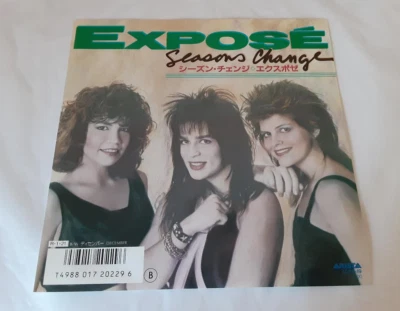 EXPOSÉ
Seasons Change
シーズン・チェンジ エクスポゼ
ARISTA
14988 017 20229 6
B